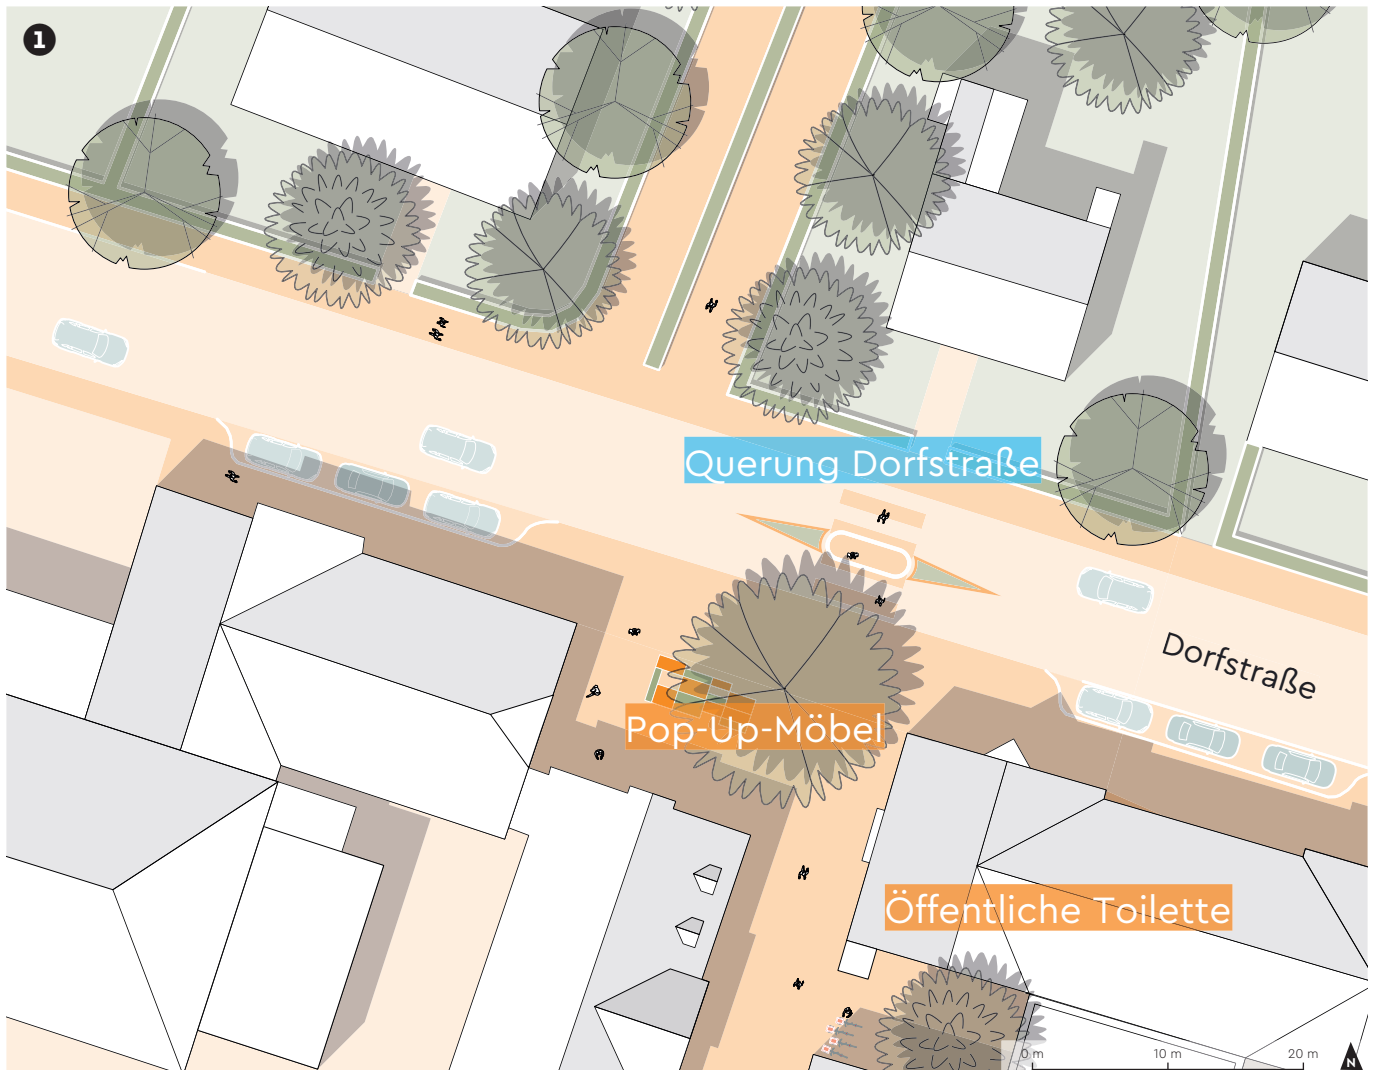 1
Querung Dorfstraße
Dorfstraße
Pop-Up-Möbel
Öffentliche Toilette
0 m 10 m 20 m
N